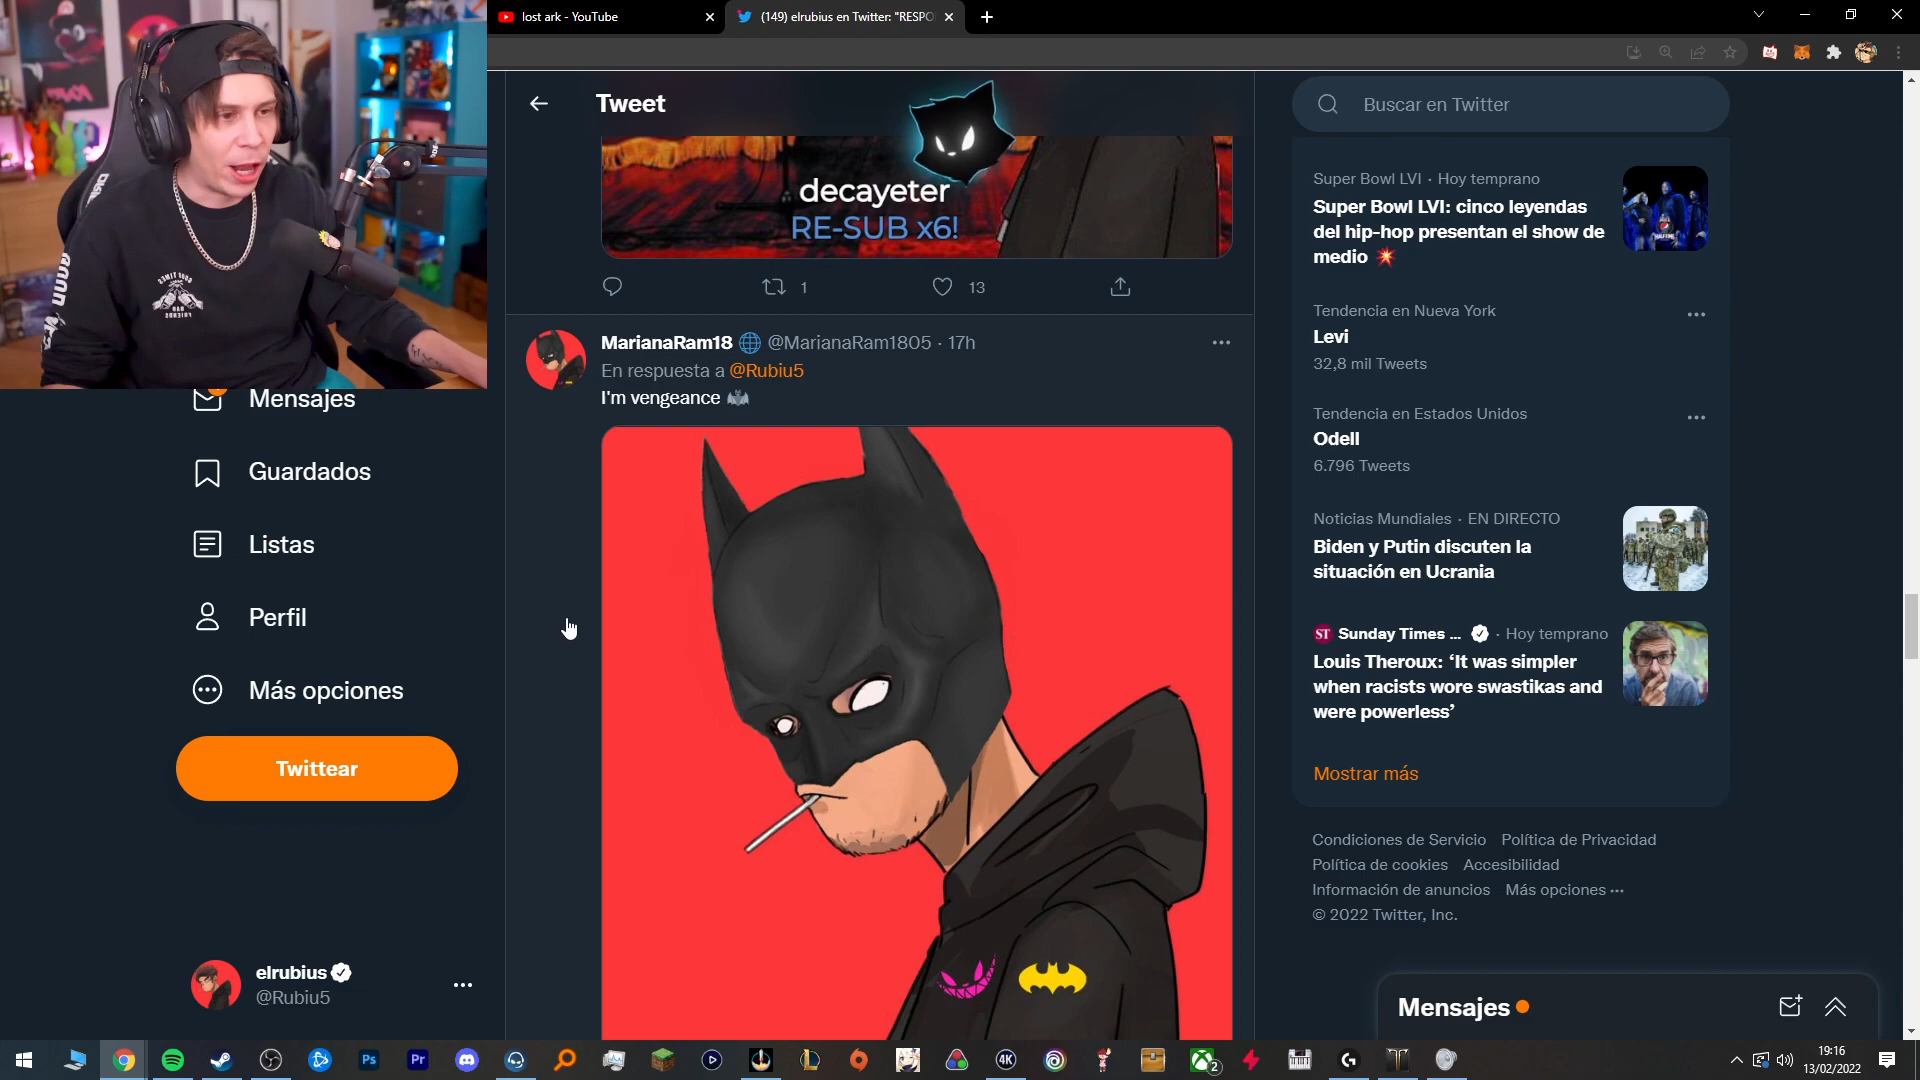 lost ark - YouTube
(149) elrubius en Twitter: "RESPO
Tweet
decayeter
RE-SUB x6!
1
13
MarianaRam18 @MarianaRam1805 · 17h
En respuesta a @Rubiu5
I'm vengeance
Mensajes
Guardados
Listas
Perfil
Más opciones
Twittear
elrubius
@Rubiu5
Buscar en Twitter
Super Bowl LVI · Hoy temprano
Super Bowl LVI: cinco leyendas
del hip-hop presentan el show de
medio
Tendencia en Nueva York
Levi
32,8 mil Tweets
Tendencia en Estados Unidos
Odell
6.796 Tweets
Noticias Mundiales · EN DIRECTO
Biden y Putin discuten la
situación en Ucrania
ST Sunday Times ... · Hoy temprano
Louis Theroux: ‘It was simpler
when racists wore swastikas and
were powerless’
Mostrar más
Condiciones de Servicio Política de Privacidad
Política de cookies Accesibilidad
Información de anuncios Más opciones ···
© 2022 Twitter, Inc.
Mensajes
Ps
Pr
4K
2
19:16
13/02/2022